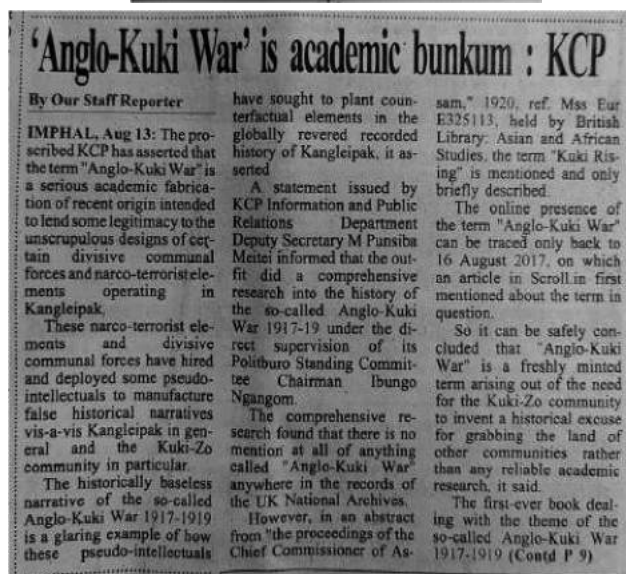 'Anglo-Kuki War' is academic bunkum : KCP
By Our Staff Reporter
IMPHAL, Aug 13: The pro-
scribed KCP has asserted that
the term "Anglo-Kuki War" is
a serious academic fabrica-
tion of recent origin intended
to lend some legitimacy to the
unscrupulous designs of cer-
tain divisive communal
forces and narco-terrorist ele-
ments operating in
Kangleipak.
These narco-terrorist ele-
ments and divisive
communal forces have hired
and deployed some pseudo-
intellectuals to manufacture
false historical narratives
vis-a-vis Kangleipak in gen-
eral and the Kuki-Zo
community in particular.
The historically baseless
narrative of the so-called
Anglo-Kuki War 1917-1919
is a glaring example of how
these pseudo-intellectuals
have sought to plant coun-
terfactual elements in the
globally revered recorded
history of Kangleipak, it as-
serted
A statement issued by
KCP Information and Public
Relations Department
Deputy Secretary M Punsiba
Meitei informed that the out-
fit did a comprehensive
research into the history of
the so-called Anglo-Kuki
War 1917-19 under the di-
rect supervision of its
Politburo Standing Commit-
tee Chairman Ibungo
Ngangom.
The comprehensive re-
search found that there is no
mention at all of anything
called "Anglo-Kuki War"
anywhere in the records of
the UK National Archives.
However, in an abstract
from "the proceedings of the
Chief Commissioner of As-
sam," 1920, ref. Mss Eur
E325113, held by British
Library: Asian and African
Studies, the term "Kuki Ris-
ing" is mentioned and only
briefly described.
The online presence of
the term "Anglo-Kuki War"
can be traced only back to
16 August 2017, on which
an article in Scroll.in first
mentioned about the term in
question.
So it can be safely con-
cluded that "Anglo-Kuki
War" is a freshly minted
term arising out of the need
for the Kuki-Zo community
to invent a historical excuse
for grabbing the land of
other communities rather
than any reliable academic
research, it said.
The first-ever book deal-
ing with the theme of the
so-called Anglo-Kuki War
1917-1919 (Contd P 9)